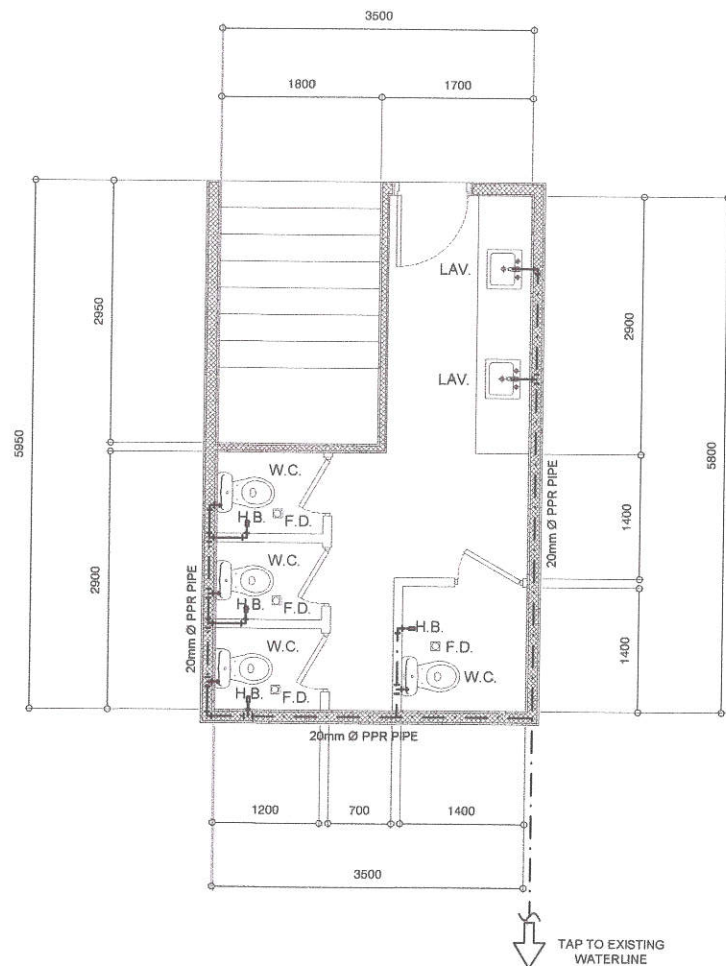 3500
1800
1700
LAV.
2950
2900
LAV.
5950
5800
W.C.
H.B.
F.D.
20mm Ø PPR PIPE
1400
W.C.
2900
20mm Ø PPR PIPE
H.B.
F.D.
H.B.
F.D.
W.C.
W.C.
1400
H.B.
F.D.
20mm Ø PPR PIPE
1200
700
1400
3500
TAP TO EXISTING
WATERLINE